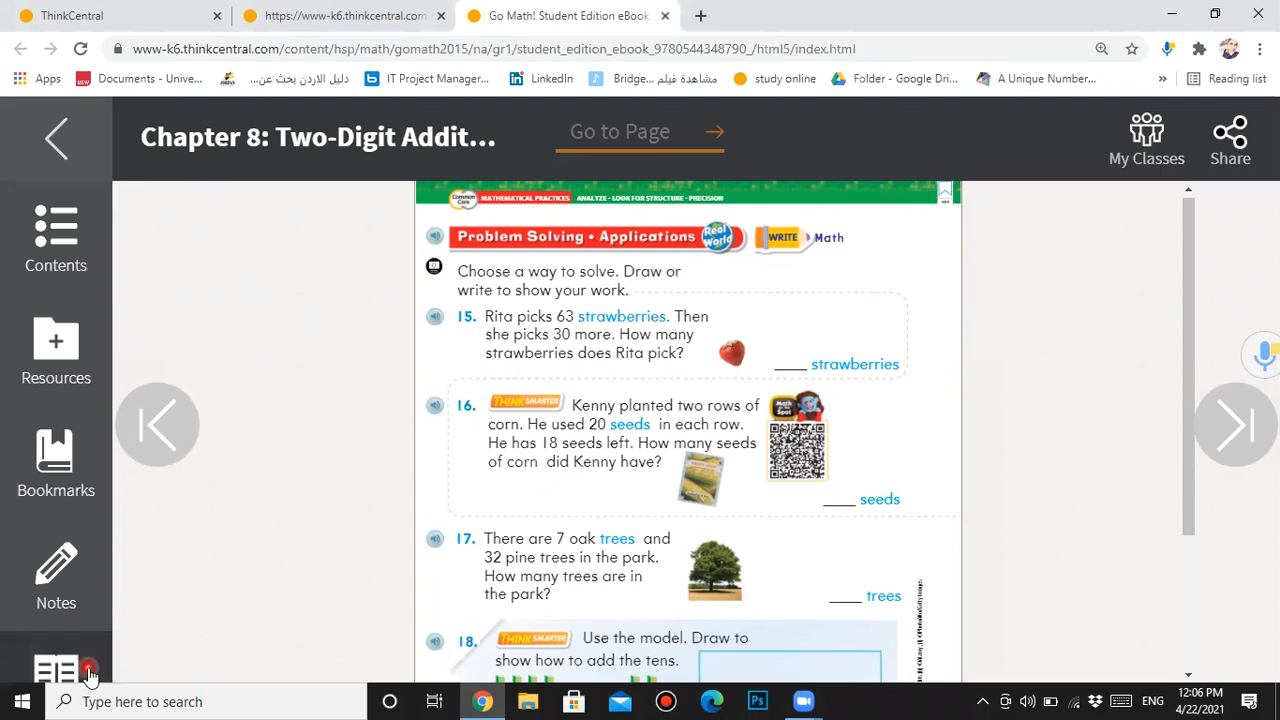 ThinkCentral
https://www-k6.thinkcentral.com
Go Math! Student Edition eBook
www-k6.thinkcentral.com/content/hsp/math/gomath2015/na/gr1/student_edition_ebook_9780544348790_/html5/index.html
Apps
Documents - Unive...
دليل الاردن بحث عن...
IT Project Manager...
LinkedIn
Bridge... مشاهدة فيلم
study online
Folder - Google Dri...
A Unique Number...
»
Reading list
Chapter 8: Two-Digit Addit...
Go to Page
My Classes
Share
Contents
Resources
Bookmarks
Notes
Common Core
MATHEMATICAL PRACTICES ANALYZE • LOOK FOR STRUCTURE • PRECISION
Problem Solving • Applications Real World WRITE Math
Choose a way to solve. Draw or
write to show your work.
15. Rita picks 63 strawberries. Then
she picks 30 more. How many
strawberries does Rita pick?
____ strawberries
16. THINK SMARTER Kenny planted two rows of
corn. He used 20 seeds in each row.
He has 18 seeds left. How many seeds
of corn did Kenny have?
Math on the Spot
____ seeds
17. There are 7 oak trees and
32 pine trees in the park.
How many trees are in
the park?
____ trees
18. THINK SMARTER Use the model. Draw to
show how to add the tens.
Type here to search
ENG
12:06 PM
4/22/2021